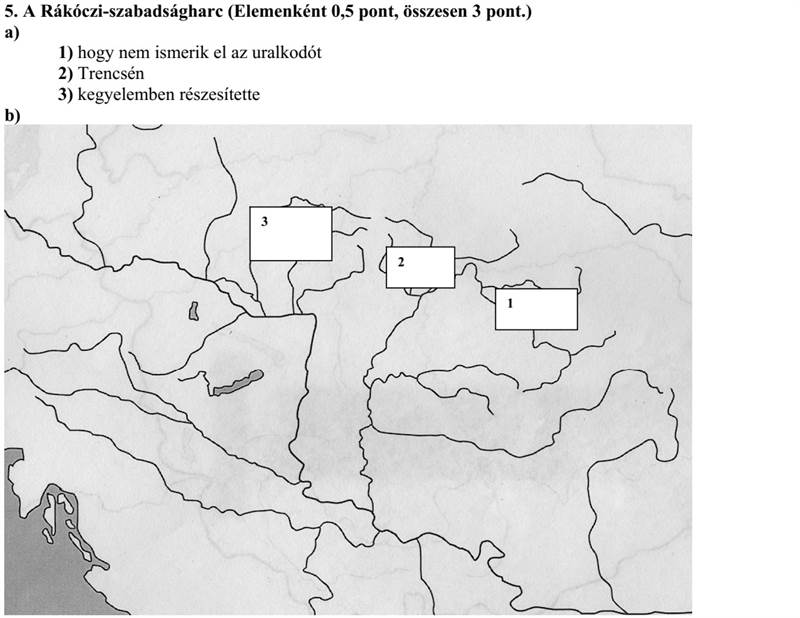 5. A Rákóczi-szabadságharc (Elemenként 0,5 pont, összesen 3 pont.)
a)
1) hogy nem ismerik el az uralkodót
2) Trencsén
3) kegyelemben részesítette
b)
3
2
1